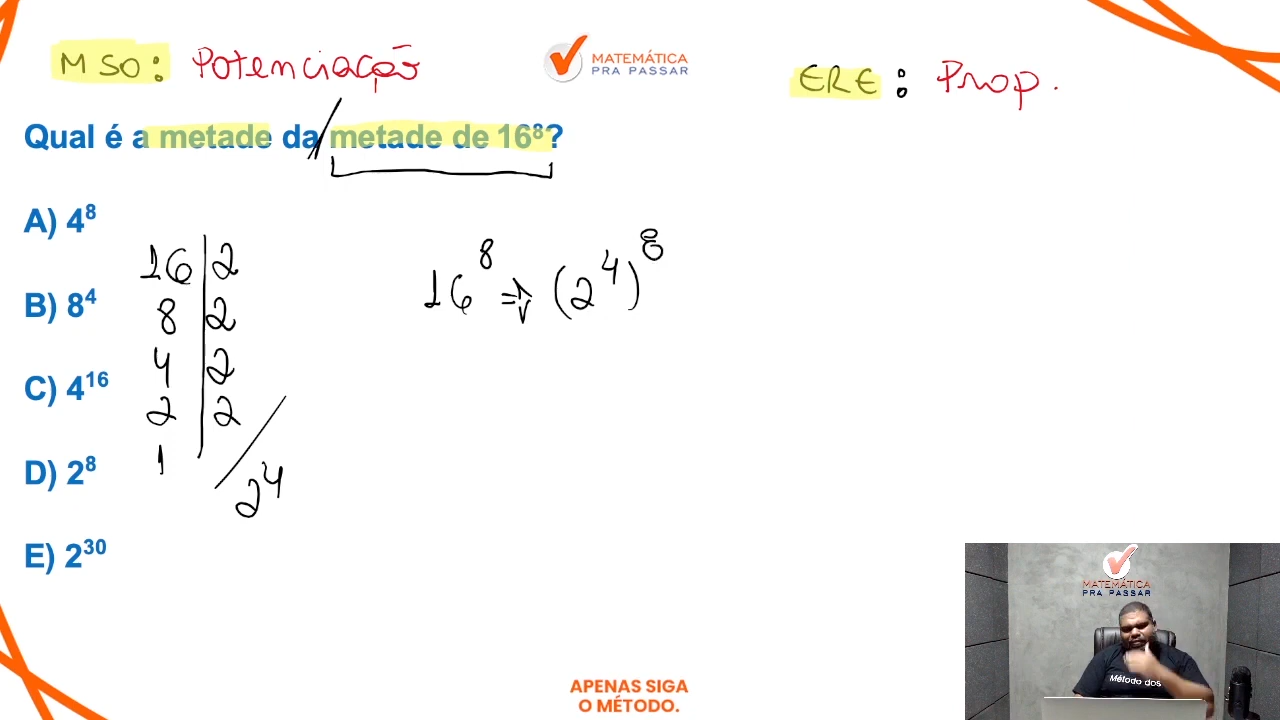 MSO: Potenciação
MATEMÁTICA
PRA PASSAR
ERE: Prop.
Qual é a metade da metade de 16⁸?
A) 4⁸
B) 8⁴
C) 4¹⁶
D) 2⁸
E) 2³⁰
16 | 2
8 | 2
4 | 2
2 | 2
1
2⁴
16⁸ ⇒ (2⁴)⁸
MATEMÁTICA
PRA PASSAR
Método dos
APENAS SIGA
O MÉTODO.